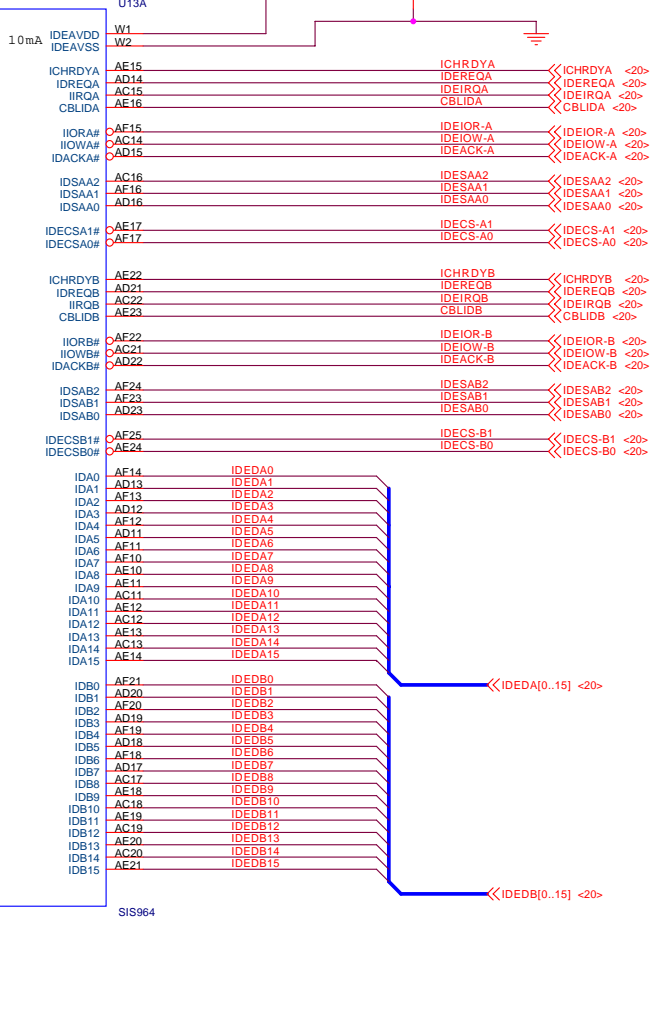 U13A
10mA IDEAVDD W1
IDEAVSS W2
ICHRDYA AE15 ICHRDYA ICHRDYA <20>
IDREQA AD14 IDEREQA IDEREQA <20>
IIRQA AC15 IDEIRQA IDEIRQA <20>
CBLIDA AE16 CBLIDA CBLIDA <20>
IIORA# AF15 IDEIOR-A IDEIOR-A <20>
IIOWA# AC14 IDEIOW-A IDEIOW-A <20>
IDACKA# AD15 IDEACK-A IDEACK-A <20>
IDSAA2 AC16 IDESAA2 IDESAA2 <20>
IDSAA1 AF16 IDESAA1 IDESAA1 <20>
IDSAA0 AD16 IDESAA0 IDESAA0 <20>
IDECSA1# AE17 IDECS-A1 IDECS-A1 <20>
IDECSA0# AF17 IDECS-A0 IDECS-A0 <20>
ICHRDYB AE22 ICHRDYB ICHRDYB <20>
IDREQB AD21 IDEREQB IDEREQB <20>
IIRQB AC22 IDEIRQB IDEIRQB <20>
CBLIDB AE23 CBLIDB CBLIDB <20>
IIORB# AF22 IDEIOR-B IDEIOR-B <20>
IIOWB# AC21 IDEIOW-B IDEIOW-B <20>
IDACKB# AD22 IDEACK-B IDEACK-B <20>
IDSAB2 AF24 IDESAB2 IDESAB2 <20>
IDSAB1 AF23 IDESAB1 IDESAB1 <20>
IDSAB0 AD23 IDESAB0 IDESAB0 <20>
IDECSB1# AF25 IDECS-B1 IDECS-B1 <20>
IDECSB0# AE24 IDECS-B0 IDECS-B0 <20>
IDA0 AF14 IDEDA0
IDA1 AD13 IDEDA1
IDA2 AF13 IDEDA2
IDA3 AD12 IDEDA3
IDA4 AF12 IDEDA4
IDA5 AD11 IDEDA5
IDA6 AF11 IDEDA6
IDA7 AF10 IDEDA7
IDA8 AE10 IDEDA8
IDA9 AE11 IDEDA9
IDA10 AC11 IDEDA10
IDA11 AE12 IDEDA11
IDA12 AC12 IDEDA12
IDA13 AE13 IDEDA13
IDA14 AC13 IDEDA14
IDA15 AE14 IDEDA15
IDEDA[0..15] <20>
IDB0 AF21 IDEDB0
IDB1 AD20 IDEDB1
IDB2 AF20 IDEDB2
IDB3 AD19 IDEDB3
IDB4 AF19 IDEDB4
IDB5 AD18 IDEDB5
IDB6 AF18 IDEDB6
IDB7 AD17 IDEDB7
IDB8 AC17 IDEDB8
IDB9 AE18 IDEDB9
IDB10 AC18 IDEDB10
IDB11 AE19 IDEDB11
IDB12 AC19 IDEDB12
IDB13 AE20 IDEDB13
IDB14 AC20 IDEDB14
IDB15 AE21 IDEDB15
IDEDB[0..15] <20>
SIS964